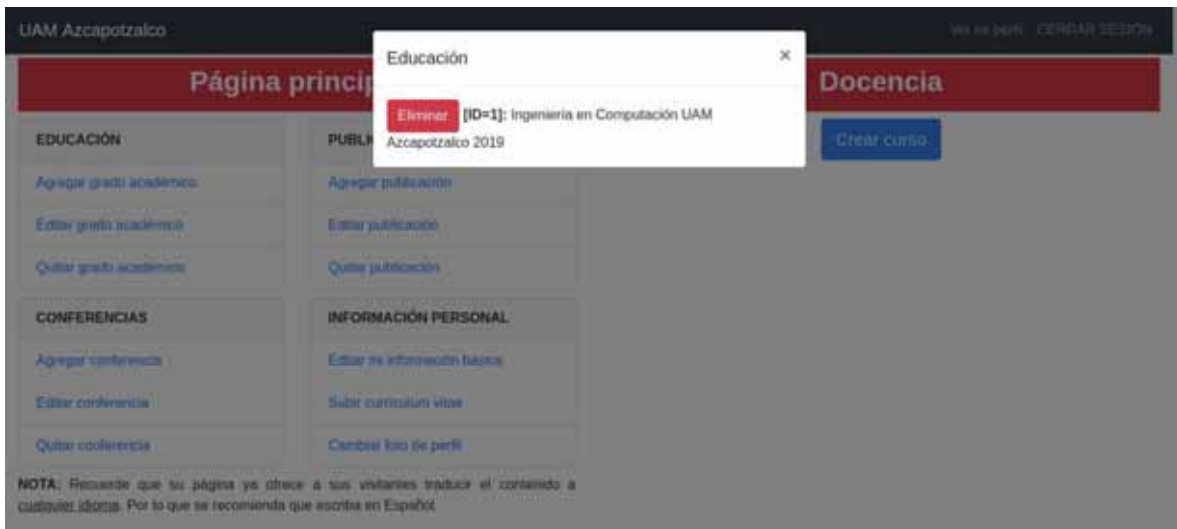 UAM Azcapotzalco
Ver mi perfil CERRAR SESIÓN
Educación
×
Eliminar [ID=1]: Ingeniería en Computación UAM
Azcapotzalco 2019
Página princip
Docencia
EDUCACIÓN
Agregar grado académico
Editar grado académico
Quitar grado académico
PUBLI
Agregar publicación
Editar publicación
Quitar publicación
Crear curso
CONFERENCIAS
Agregar conferencia
Editar conferencia
Quitar conferencia
INFORMACIÓN PERSONAL
Editar mi información básica
Subir curriculum vitae
Cambiar foto de perfil
NOTA: Recuerde que su página ya ofrece a sus visitantes traducir el contenido a
cualquier idioma. Por lo que se recomienda que escriba en Español.